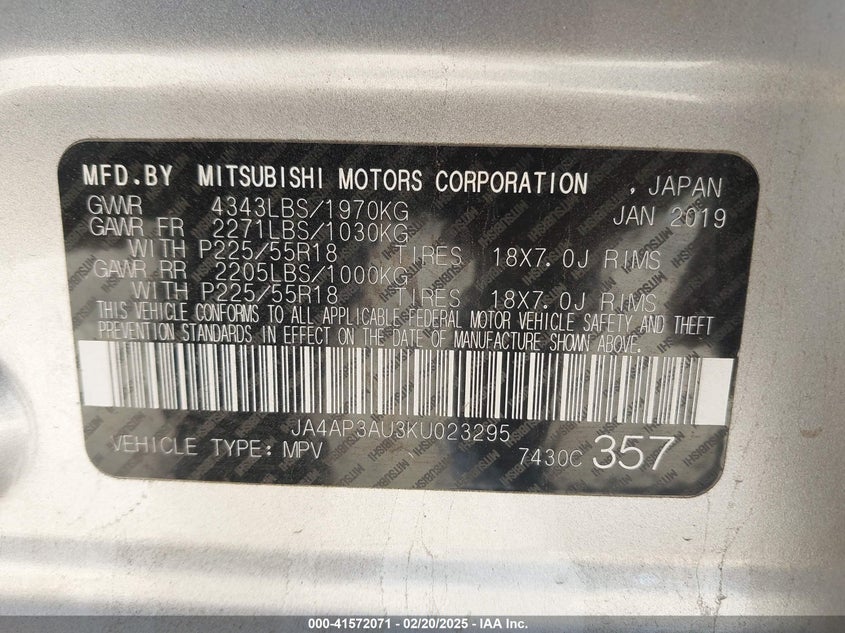 MFD.BY MITSUBISHI MOTORS CORPORATION , JAPAN
GVWR 4343LBS/1970KG JAN 2019
GAWR FR 2271LBS/1030KG
WITH P225/55R18 TIRES 18X7.0J RIMS
GAWR RR 2205LBS/1000KG
WITH P225/55R18 TIRES 18X7.0J RIMS
THIS VEHICLE CONFORMS TO ALL APPLICABLE FEDERAL MOTOR VEHICLE SAFETY AND THEFT
PREVENTION STANDARDS IN EFFECT ON THE DATE OF MANUFACTURE SHOWN ABOVE.
JA4AP3AU3KU023295
VEHICLE TYPE: MPV 7430C 357
000-41572071 — 02/20/2025 — IAA Inc.